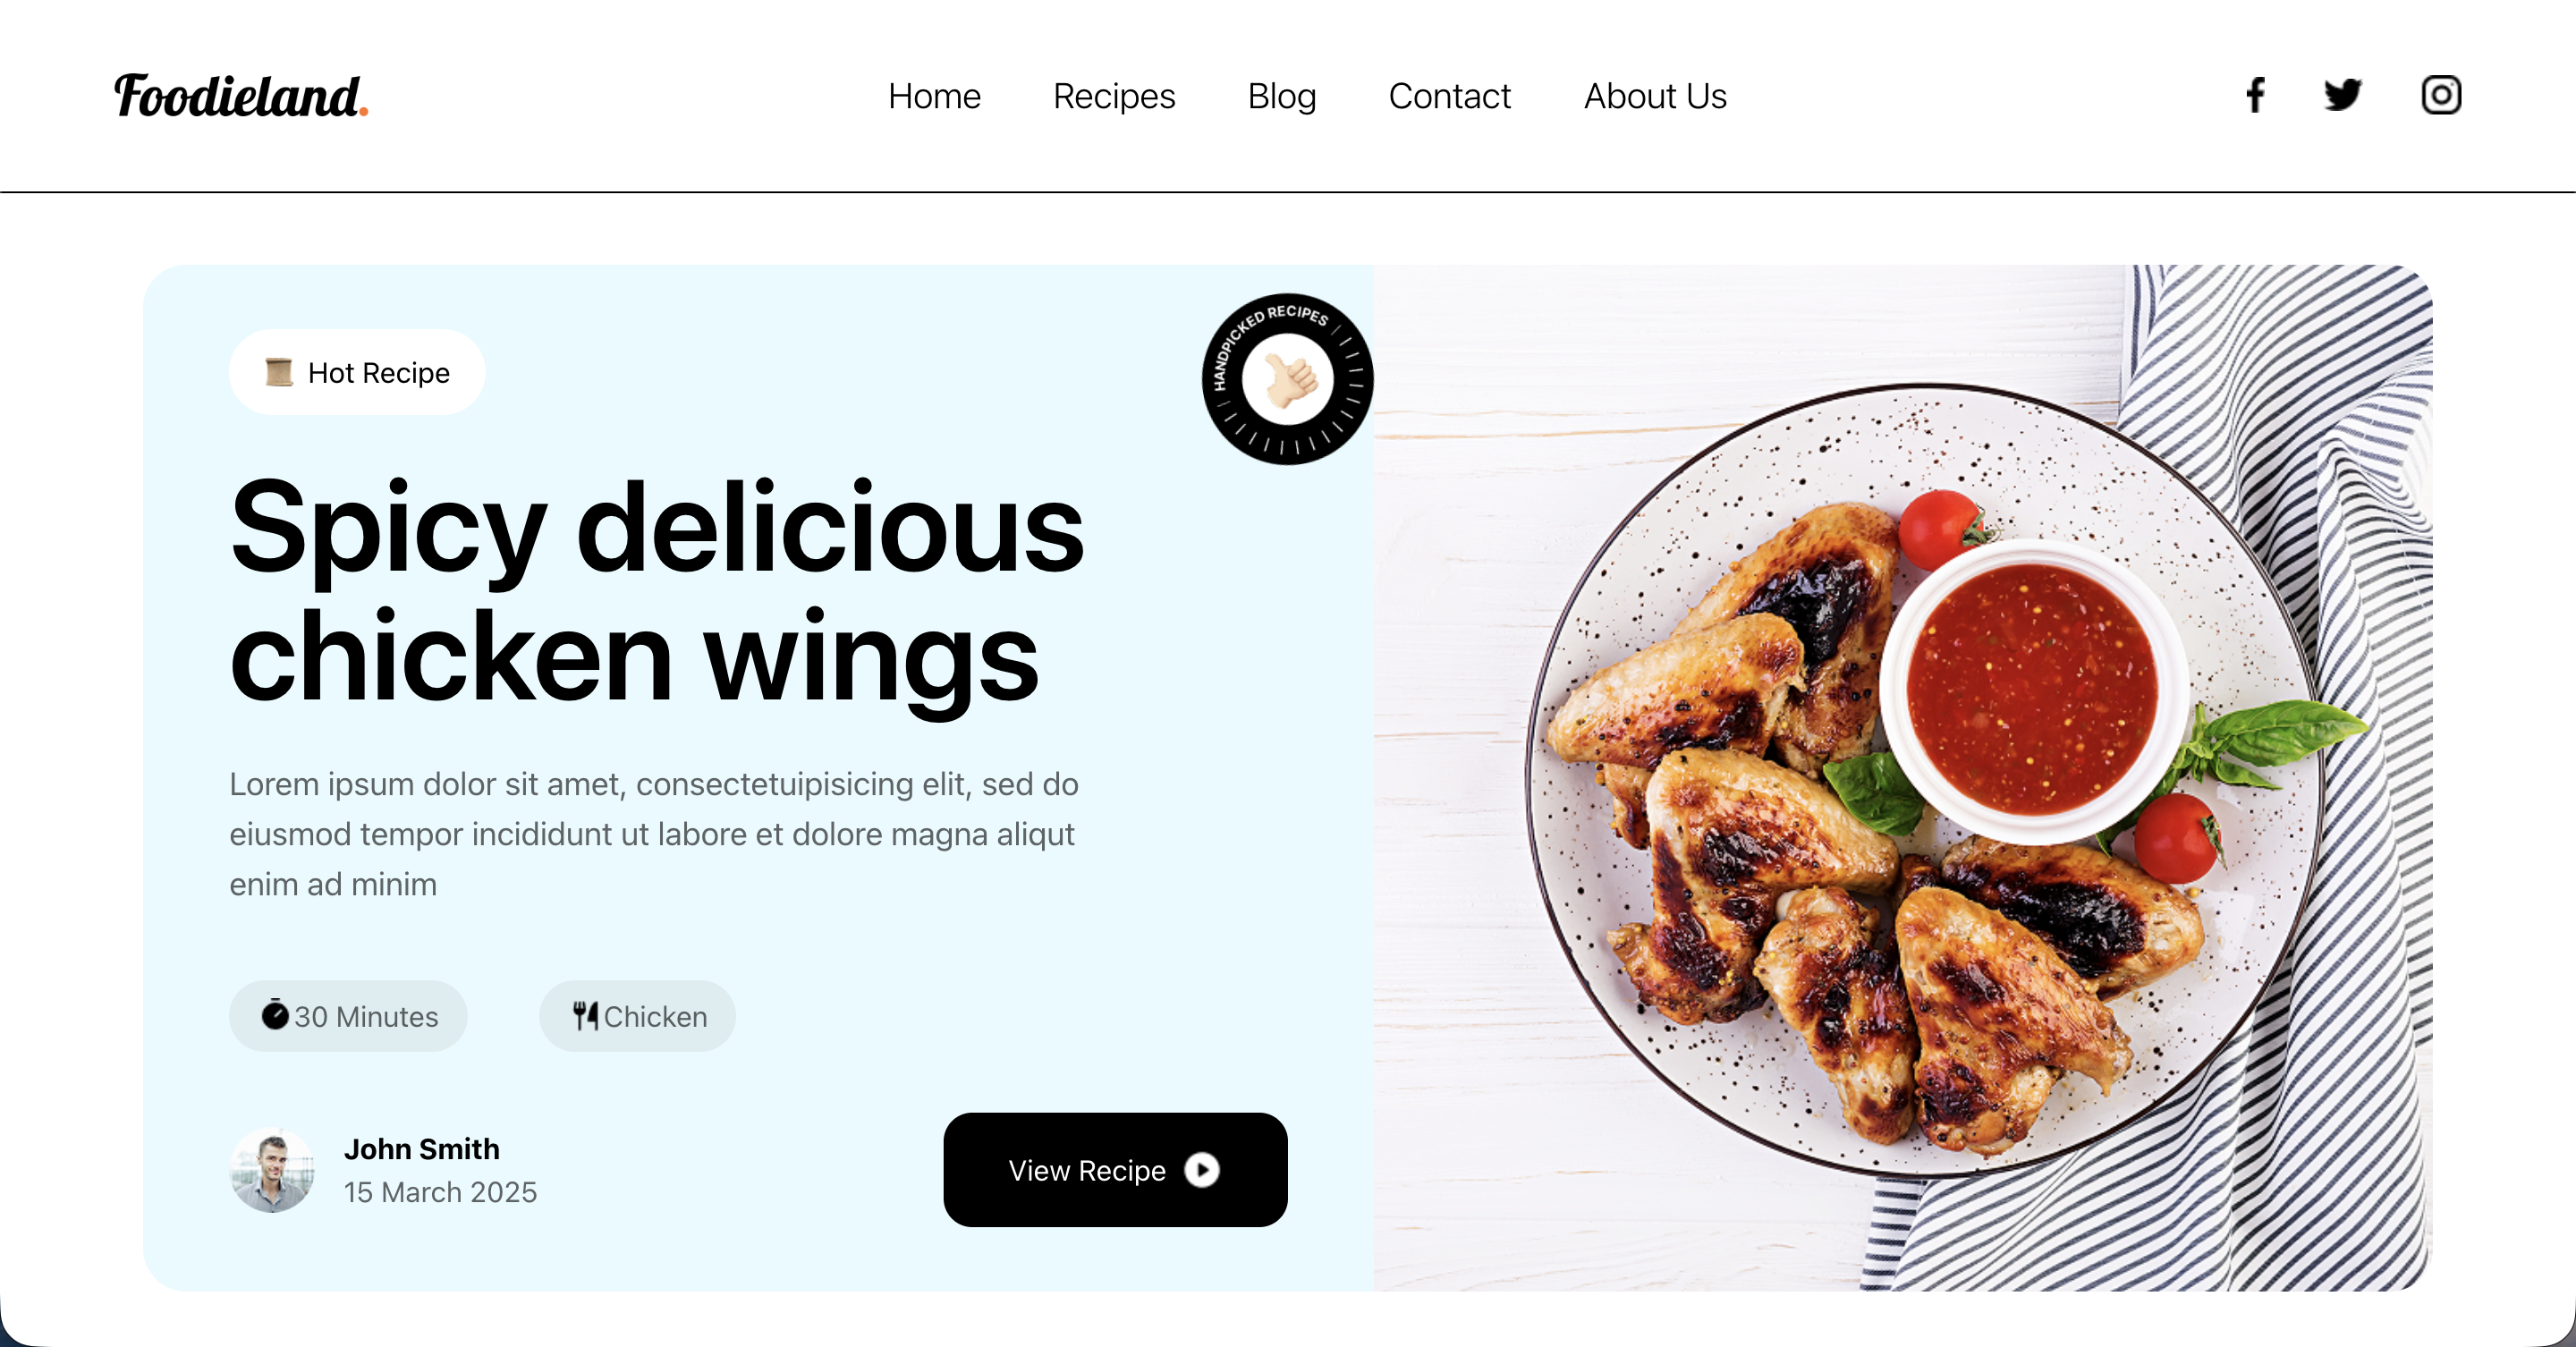 Foodieland.
Home
Recipes
Blog
Contact
About Us
HANDPICKED RECIPES
Hot Recipe
Spicy delicious
chicken wings
Lorem ipsum dolor sit amet, consectetuipisicing elit, sed do
eiusmod tempor incididunt ut labore et dolore magna aliqut
enim ad minim
30 Minutes
Chicken
John Smith
15 March 2025
View Recipe